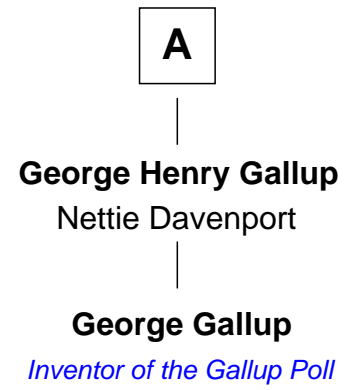 A
George Henry Gallup
Nettie Davenport
George Gallup
Inventor of the Gallup Poll